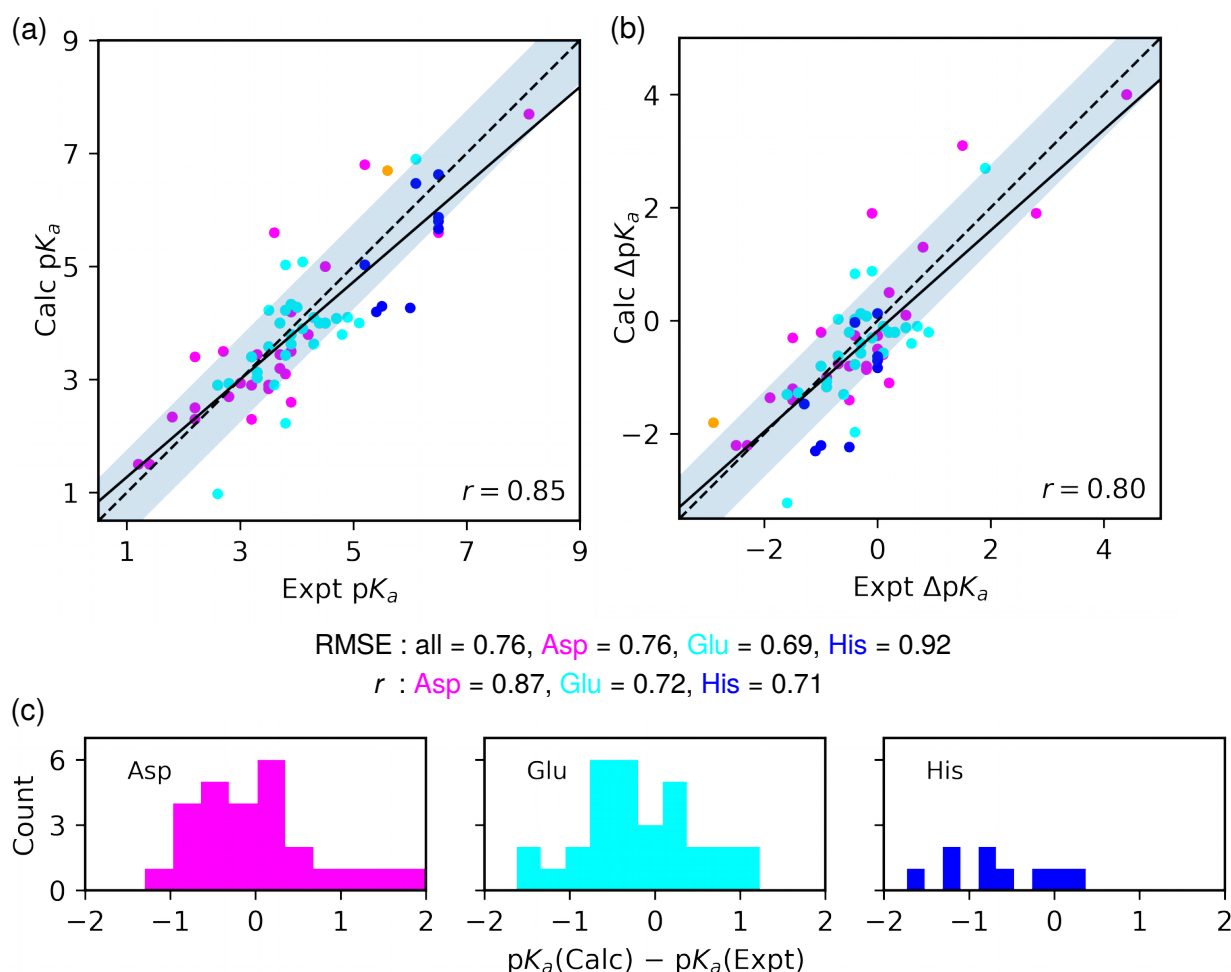 (a)
9
7
5
3
1
Calc pKa
r = 0.85
1
3
5
7
9
Expt pKa
(b)
4
2
0
−2
Calc ΔpKa
r = 0.80
−2
0
2
4
Expt ΔpKa
RMSE : all = 0.76, Asp = 0.76, Glu = 0.69, His = 0.92
r : Asp = 0.87, Glu = 0.72, His = 0.71
(c)
6
3
0
Count
Asp
−2
−1
0
1
2
Glu
−2
−1
0
1
2
His
−2
−1
0
1
2
pKa(Calc) − pKa(Expt)